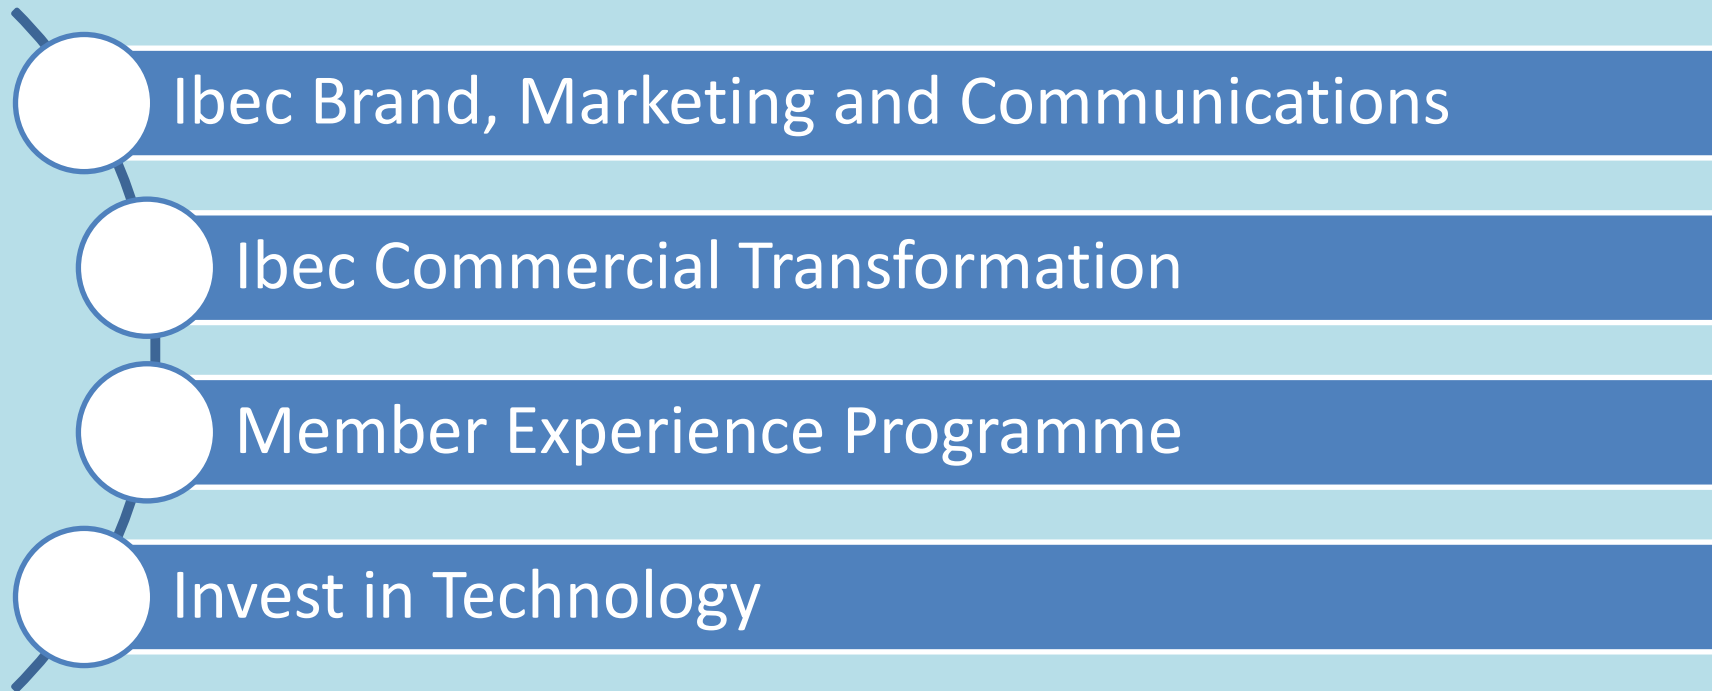 Ibec Brand, Marketing and Communications
Ibec Commercial Transformation
Member Experience Programme
Invest in Technology